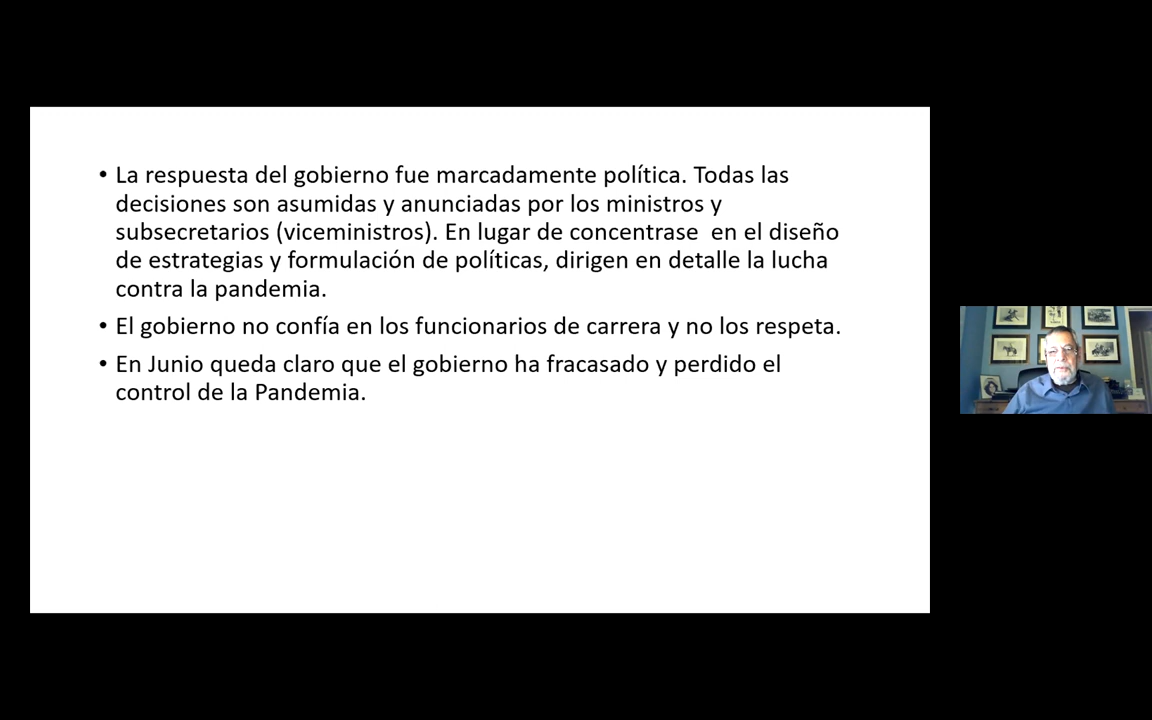 • La respuesta del gobierno fue marcadamente política. Todas las
decisiones son asumidas y anunciadas por los ministros y
subsecretarios (viceministros). En lugar de concentrase  en el diseño
de estrategias y formulación de políticas, dirigen en detalle la lucha
contra la pandemia.
• El gobierno no confía en los funcionarios de carrera y no los respeta.
• En Junio queda claro que el gobierno ha fracasado y perdido el
control de la Pandemia.